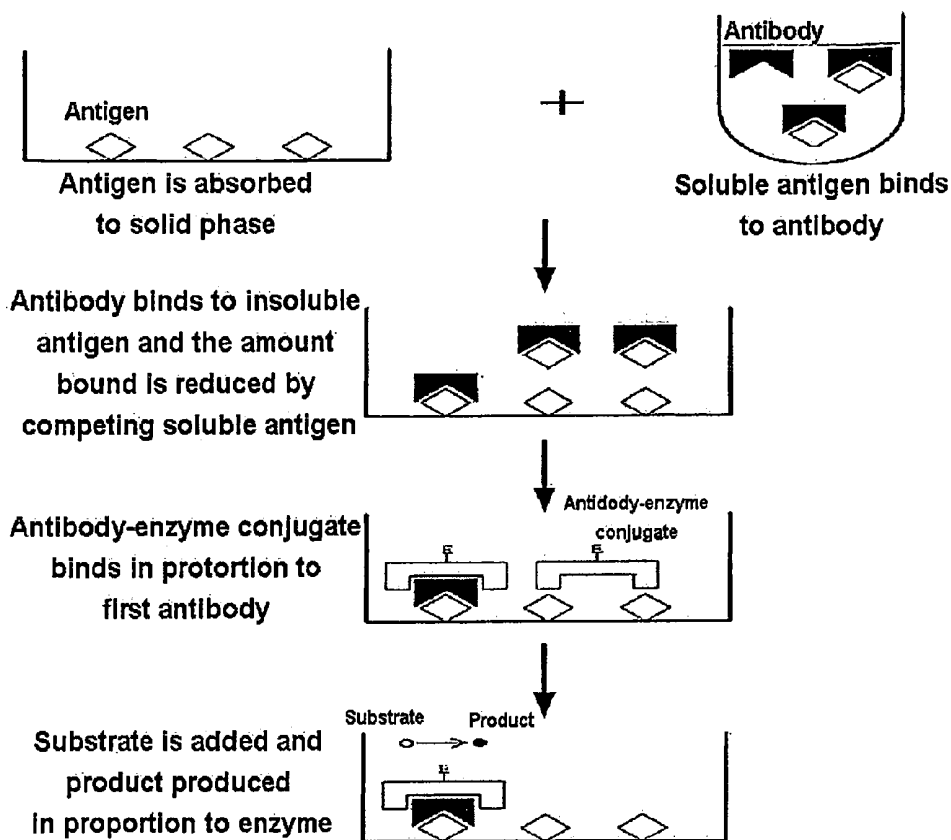 Antibody
Antigen
Antigen is absorbed
to solid phase
Soluble antigen binds
to antibody
Antibody binds to insoluble
antigen and the amount
bound is reduced by
competing soluble antigen
Antibody-enzyme conjugate
binds in protortion to
first antibody
Antidody-enzyme
conjugate
E
E
Substrate
Product
Substrate is added and
product produced
in proportion to enzyme
E